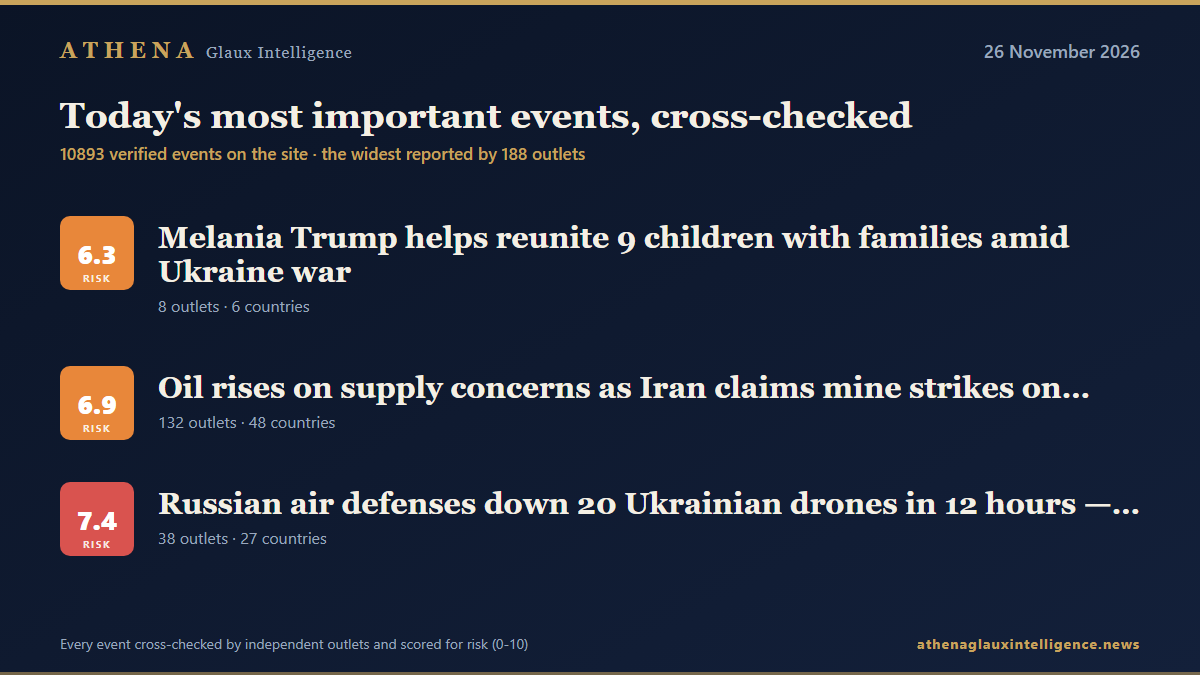 ATHENA Glaux Intelligence
26 November 2026
Today's most important events, cross-checked
10893 verified events on the site · the widest reported by 188 outlets
6.3
RISK
Melania Trump helps reunite 9 children with families amid
Ukraine war
8 outlets · 6 countries
6.9
RISK
Oil rises on supply concerns as Iran claims mine strikes on...
132 outlets · 48 countries
7.4
RISK
Russian air defenses down 20 Ukrainian drones in 12 hours —...
38 outlets · 27 countries
Every event cross-checked by independent outlets and scored for risk (0-10)
athenaglauxintelligence.news